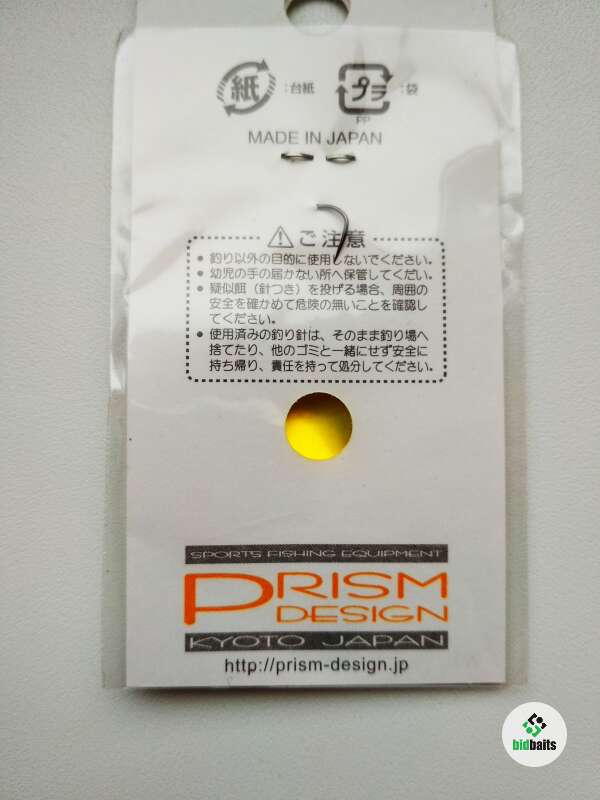 紙 :台紙 プラ :袋
PP
MADE IN JAPAN
ご注意
● 釣り以外の目的に使用しないでください。
● 幼児の手の届かない所へ保管してくだい。
● 疑似餌（針つき）を投げる場合、周囲の
安全を確かめて危険の無いことを確認し
てください。
● 使用済みの釣り針は、そのまま釣り場へ
捨てたり、他のゴミと一緒にせず安全に
持ち帰り、責任を持って処分してください。
SPORTS FISHING EQUIPMENT
PRISM
DESIGN
KYOTO JAPAN
http://prism-design.jp
bidbaits